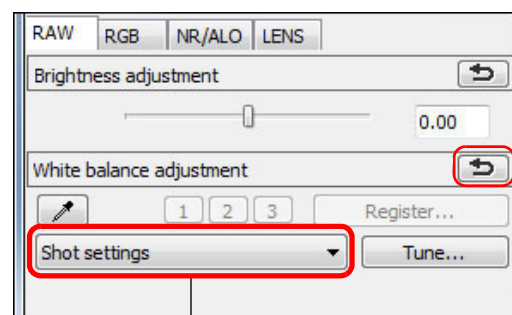 RAW RGB NR/ALO LENS
Brightness adjustment
0.00
White balance adjustment
1 2 3 Register...
Shot settings Tune...